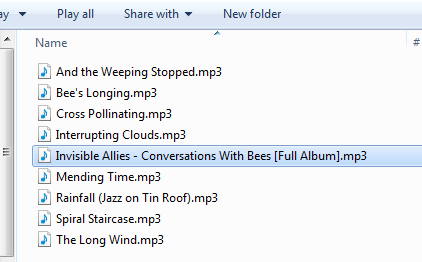 ay Play all Share with New folder
Name #
And the Weeping Stopped.mp3
Bee's Longing.mp3
Cross Pollinating.mp3
Interrupting Clouds.mp3
Invisible Allies - Conversations With Bees [Full Album].mp3
Mending Time.mp3
Rainfall (Jazz on Tin Roof).mp3
Spiral Staircase.mp3
The Long Wind.mp3